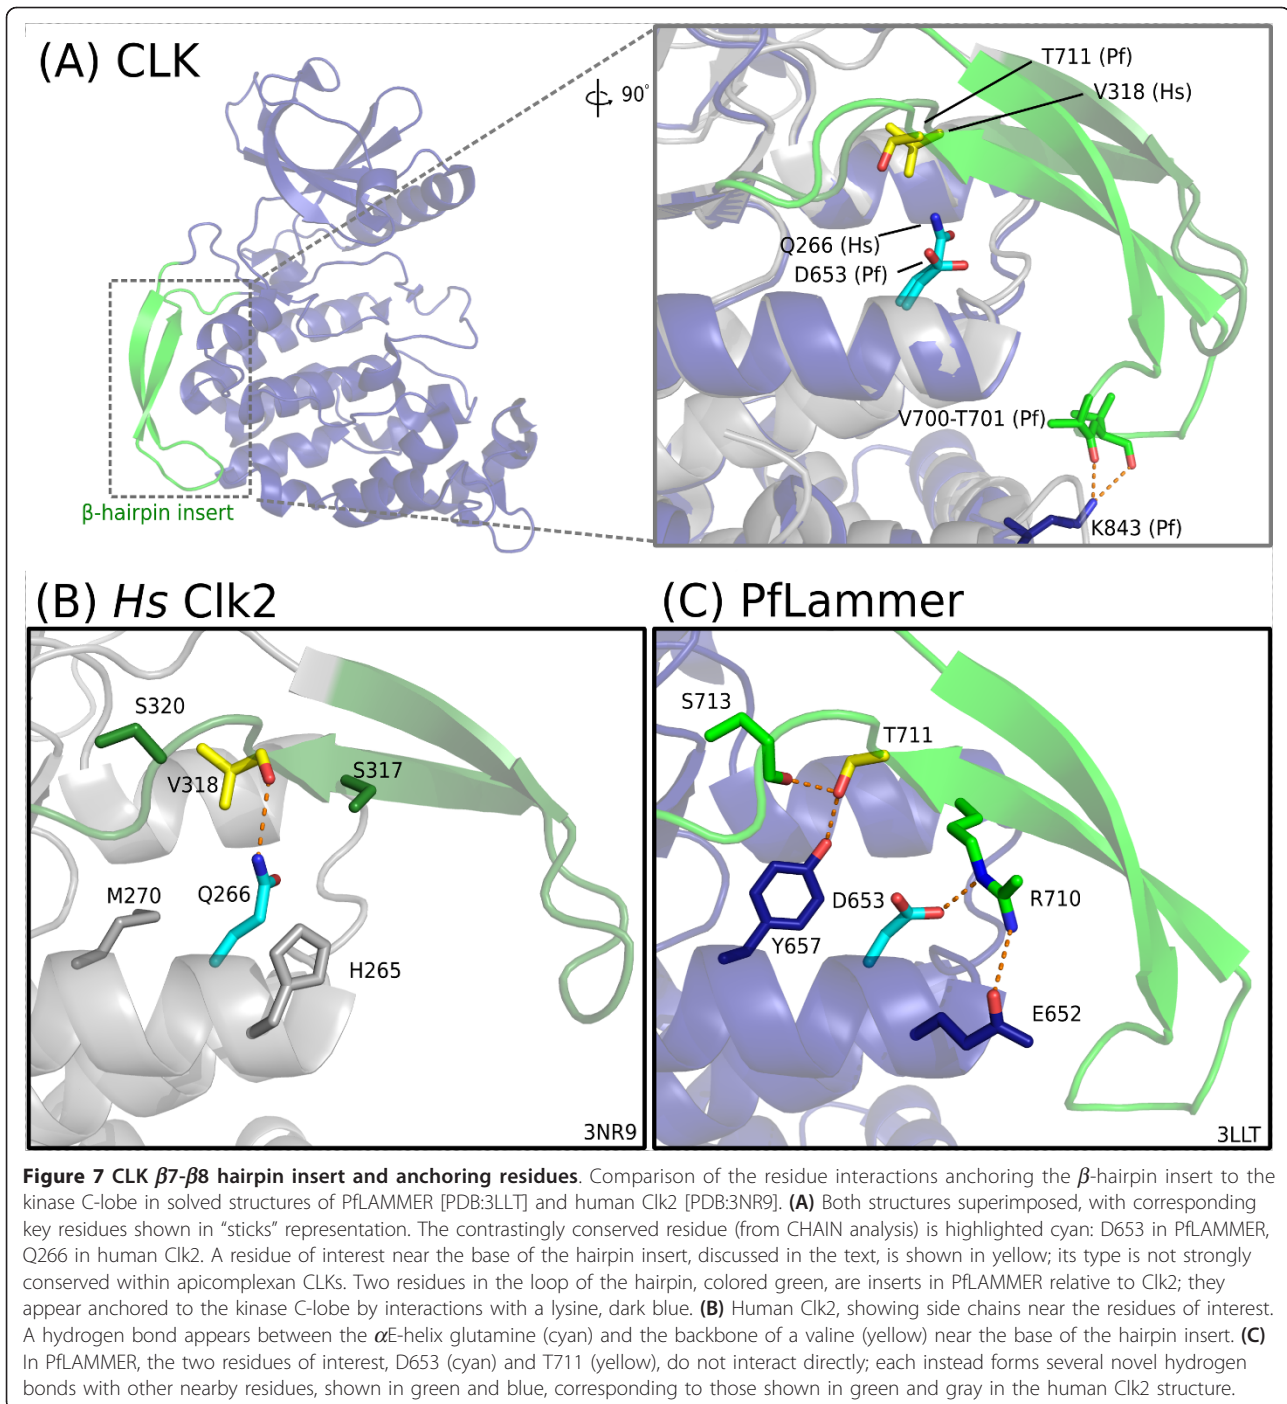 (A) CLK
90°
β-hairpin insert
T711 (Pf)
V318 (Hs)
Q266 (Hs)
D653 (Pf)
V700-T701 (Pf)
K843 (Pf)
(B) Hs Clk2
S320
V318
S317
M270
Q266
H265
3NR9
(C) PfLammer
S713
T711
D653
R710
Y657
E652
3LLT
Figure 7 CLK β7-β8 hairpin insert and anchoring residues. Comparison of the residue interactions anchoring the β-hairpin insert to the
kinase C-lobe in solved structures of PfLAMMER [PDB:3LLT] and human Clk2 [PDB:3NR9]. (A) Both structures superimposed, with corresponding
key residues shown in “sticks” representation. The contrastingly conserved residue (from CHAIN analysis) is highlighted cyan: D653 in PfLAMMER,
Q266 in human Clk2. A residue of interest near the base of the hairpin insert, discussed in the text, is shown in yellow; its type is not strongly
conserved within apicomplexan CLKs. Two residues in the loop of the hairpin, colored green, are inserts in PfLAMMER relative to Clk2; they
appear anchored to the kinase C-lobe by interactions with a lysine, dark blue. (B) Human Clk2, showing side chains near the residues of interest.
A hydrogen bond appears between the αE-helix glutamine (cyan) and the backbone of a valine (yellow) near the base of the hairpin insert. (C)
In PfLAMMER, the two residues of interest, D653 (cyan) and T711 (yellow), do not interact directly; each instead forms several novel hydrogen
bonds with other nearby residues, shown in green and blue, corresponding to those shown in green and gray in the human Clk2 structure.